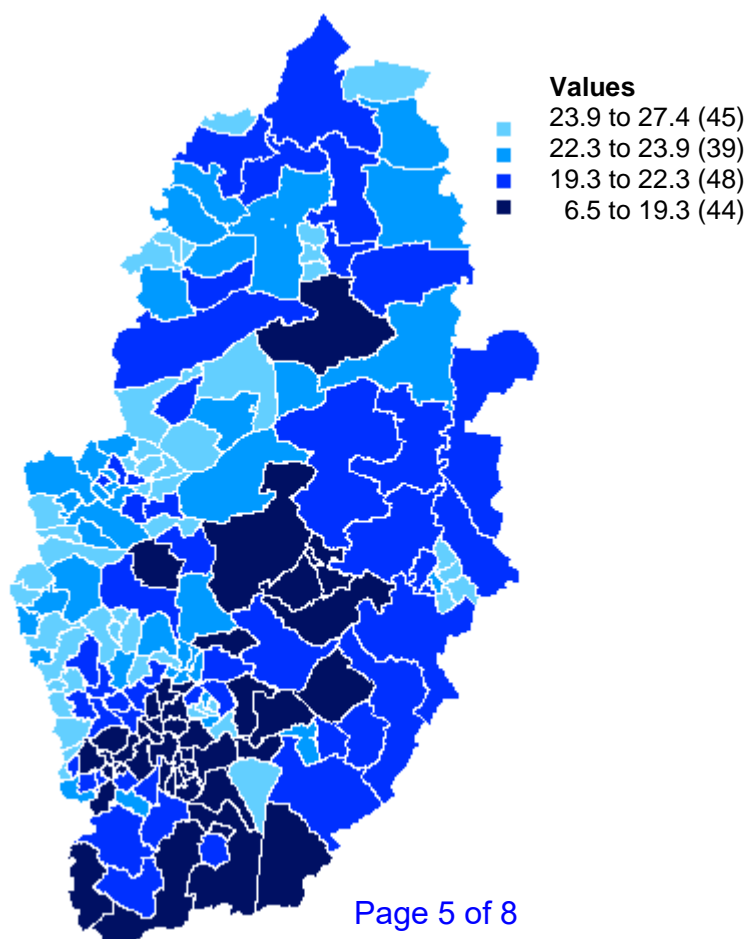 Values
23.9 to 27.4 (45)
22.3 to 23.9 (39)
19.3 to 22.3 (48)
6.5 to 19.3 (44)
Page 5 of 8